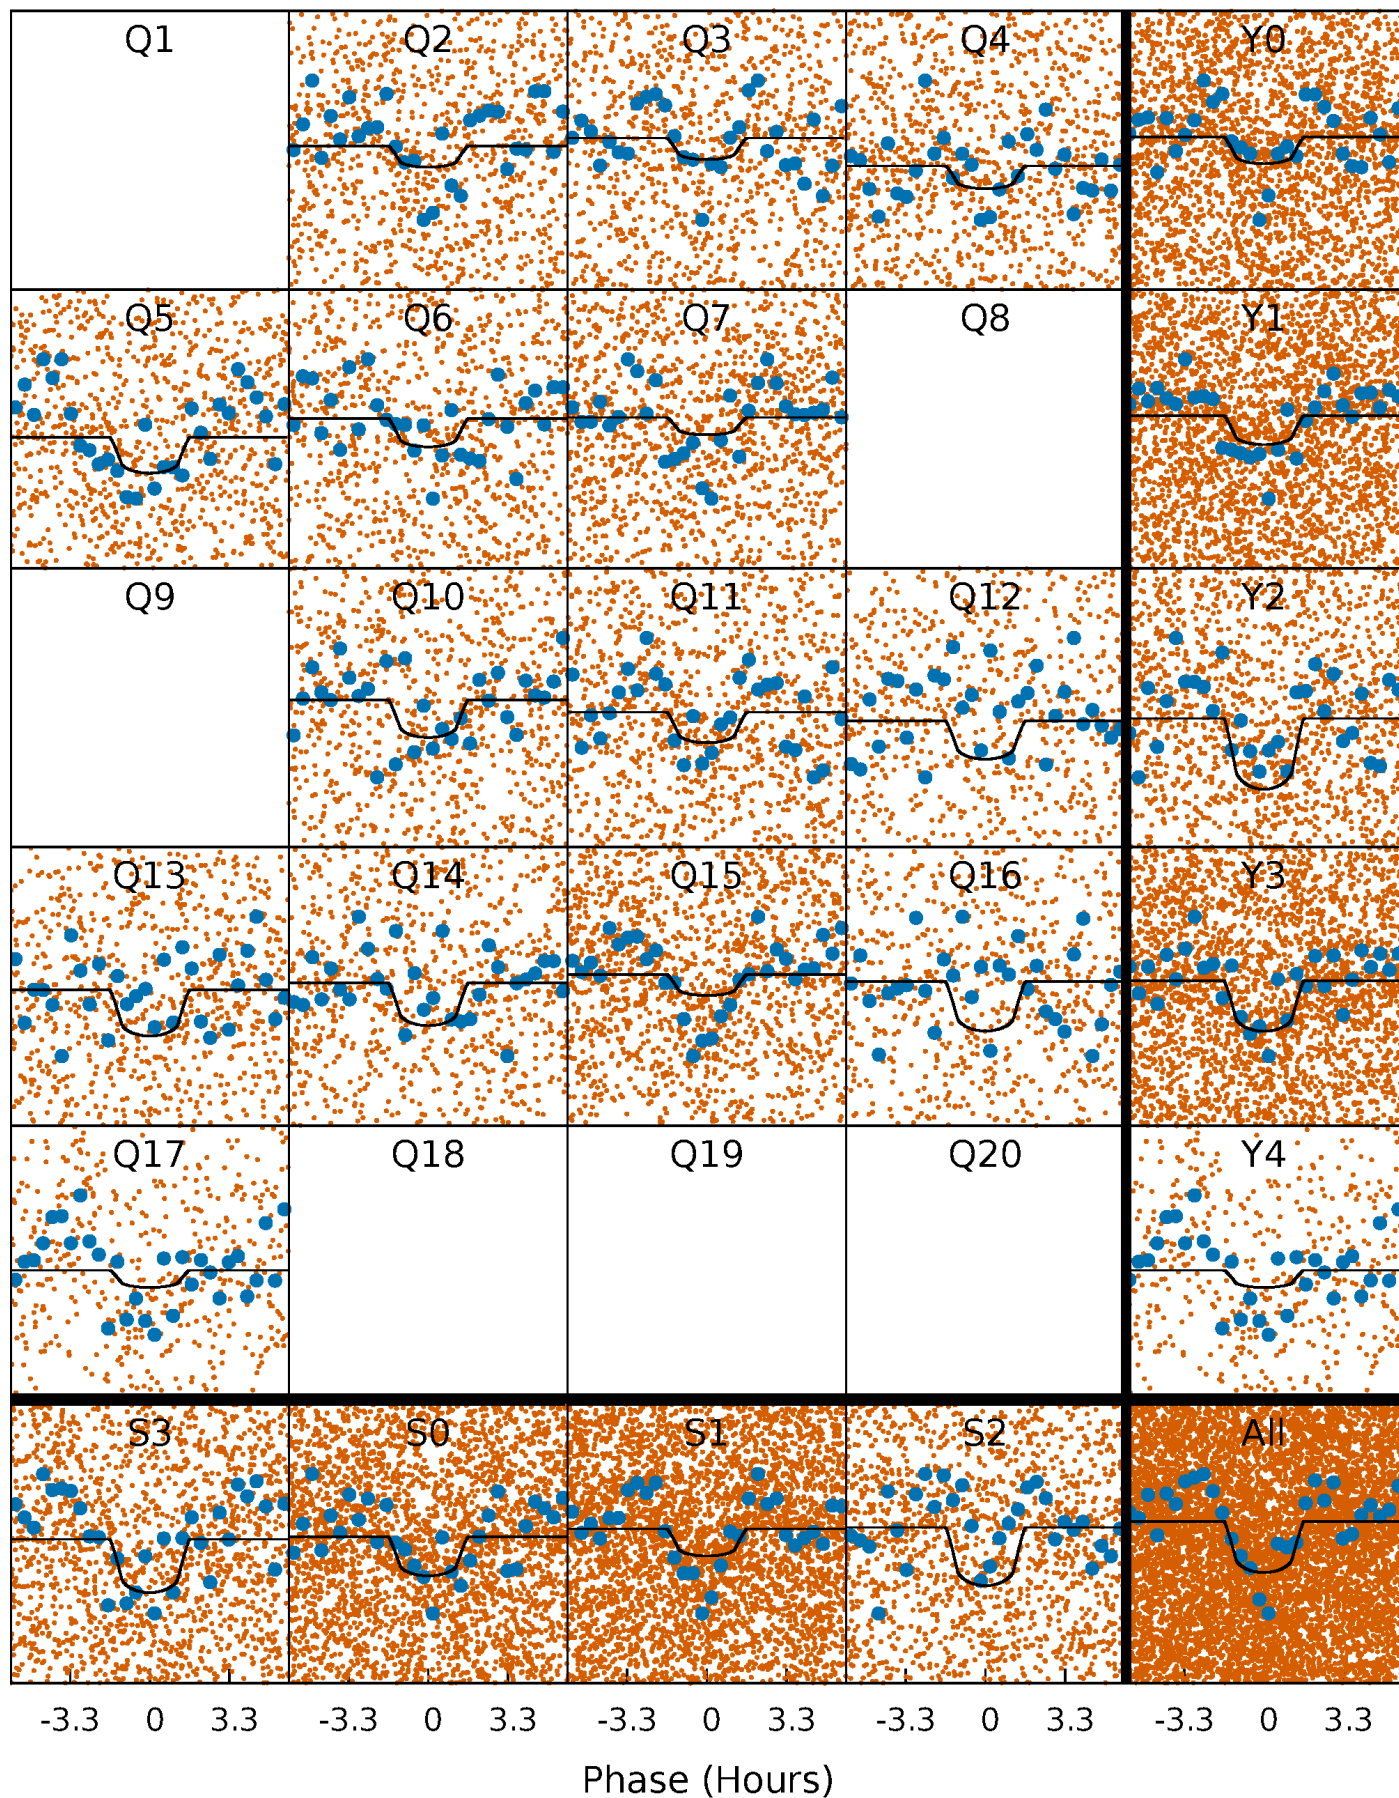 Q1 Q2 Q3 Q4 Y0
Q5 Q6 Q7 Q8 Y1
Q9 Q10 Q11 Q12 Y2
Q13 Q14 Q15 Q16 Y3
Q17 Q18 Q19 Q20 Y4
S3 S0 S1 S2 All
-3.3 0 3.3 -3.3 0 3.3 -3.3 0 3.3 -3.3 0 3.3 -3.3 0 3.3
Phase (Hours)